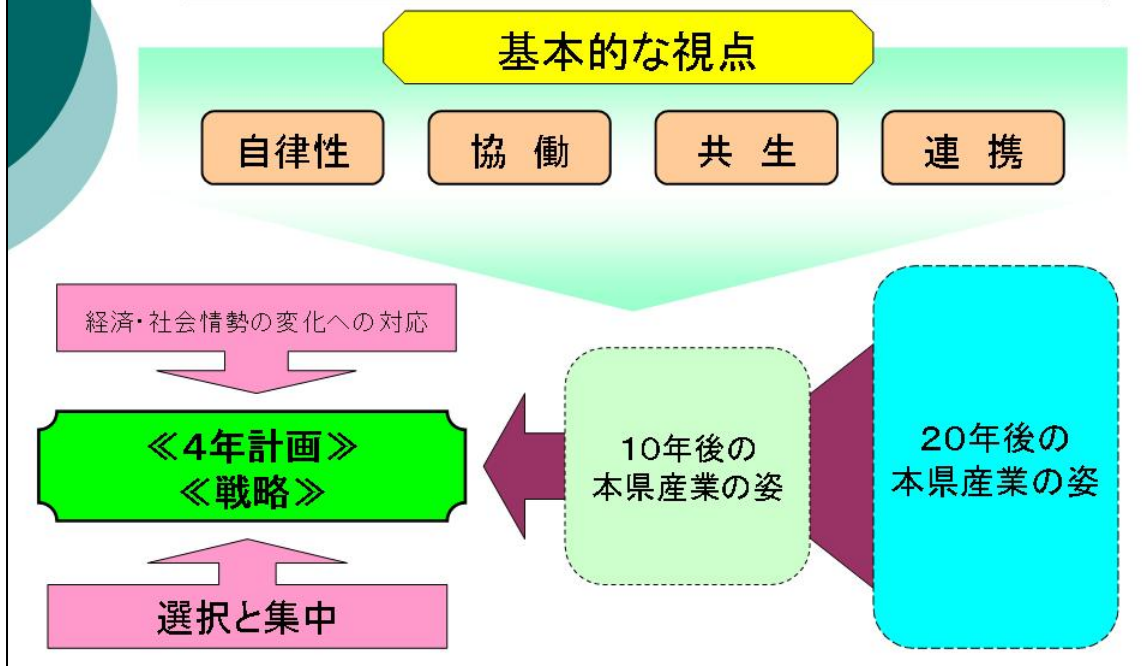 基本的な視点
自律性
協働
共生
連携
経済・社会情勢の変化への対応
≪4年計画≫
≪戦略≫
選択と集中
10年後の
本県産業の姿
20年後の
本県産業の姿